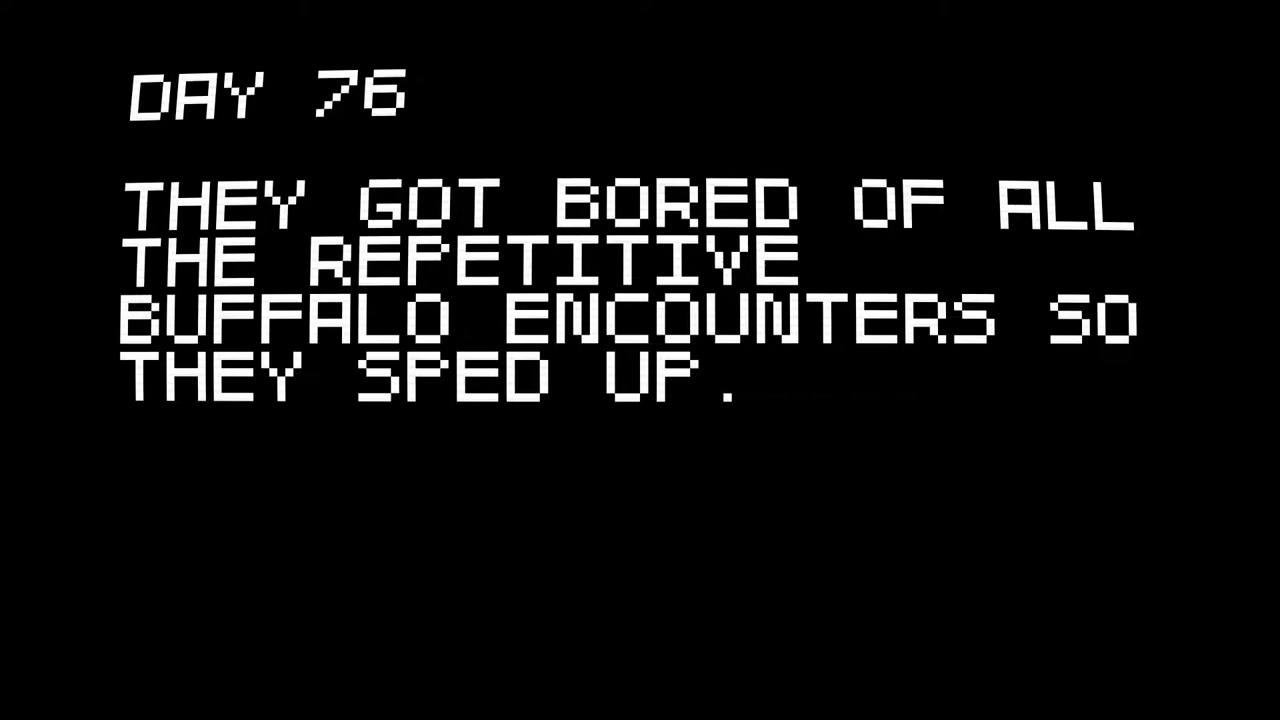 DAY 76
THEY GOT BORED OF ALL
THE REPETITIVE
BUFFALO ENCOUNTERS SO
THEY SPED UP.